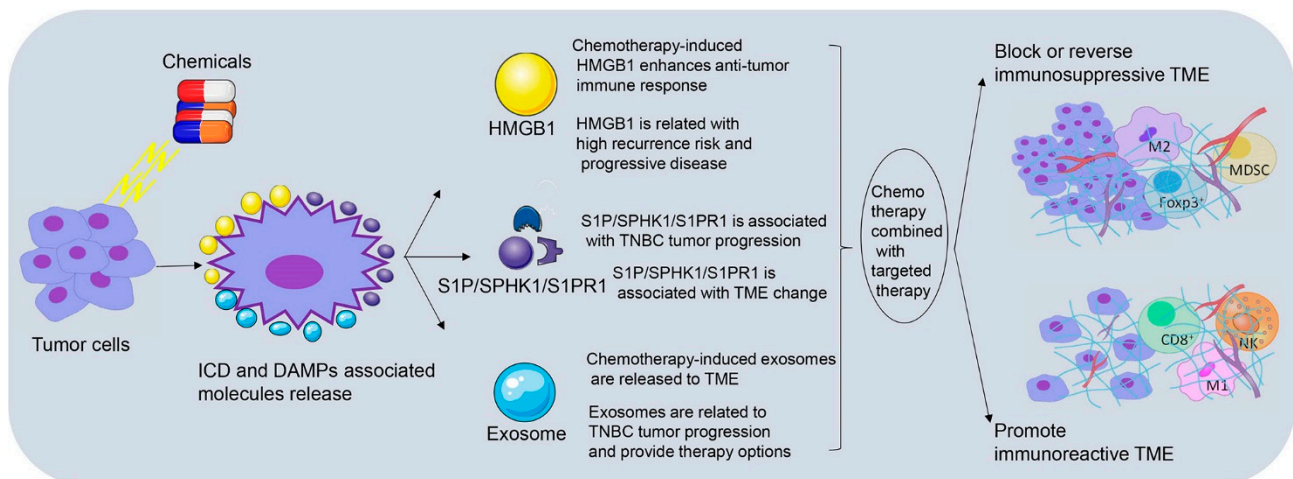 Chemicals
Tumor cells
ICD and DAMPs associated
molecules release
HMGB1
Chemotherapy-induced
HMGB1 enhances anti-tumor
immune response
HMGB1 is related with
high recurrence risk and
progressive disease
S1P/SPHK1/S1PR1
S1P/SPHK1/S1PR1 is associated
with TNBC tumor progression
S1P/SPHK1/S1PR1 is
associated with TME change
Exosome
Chemotherapy-induced exosomes
are released to TME
Exosomes are related to
TNBC tumor progression
and provide therapy options
Chemo
therapy
combined
with
targeted
therapy
Block or reverse
immunosuppressive TME
M2
MDSC
Foxp3⁺
CD8⁺
NK
M1
Promote
immunoreactive TME